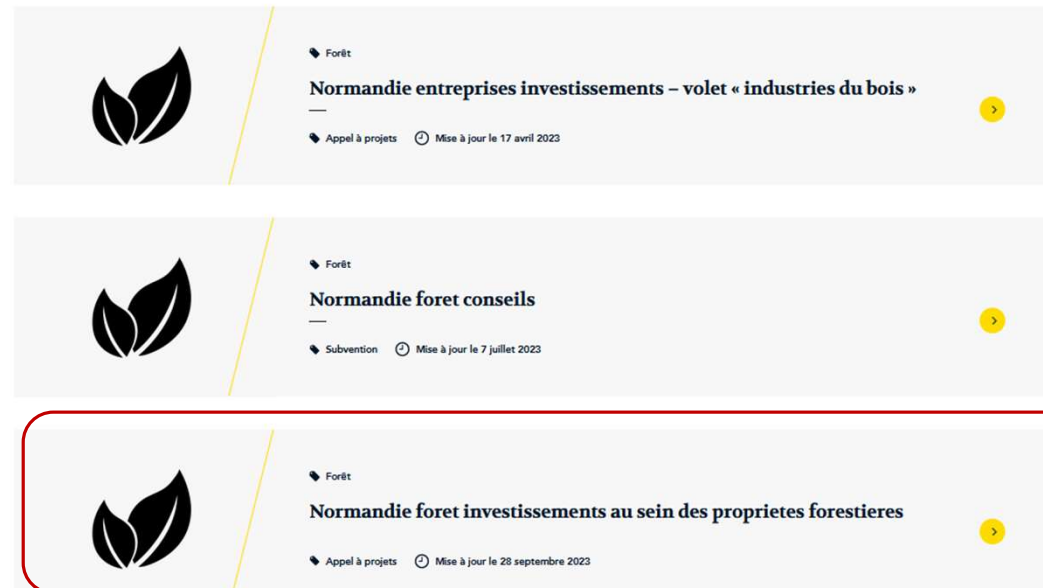 Forêt
Normandie entreprises investissements – volet « industries du bois »
Appel à projets Mise à jour le 17 avril 2023
Forêt
Normandie foret conseils
Subvention Mise à jour le 7 juillet 2023
Forêt
Normandie foret investissements au sein des proprietes forestieres
Appel à projets Mise à jour le 28 septembre 2023